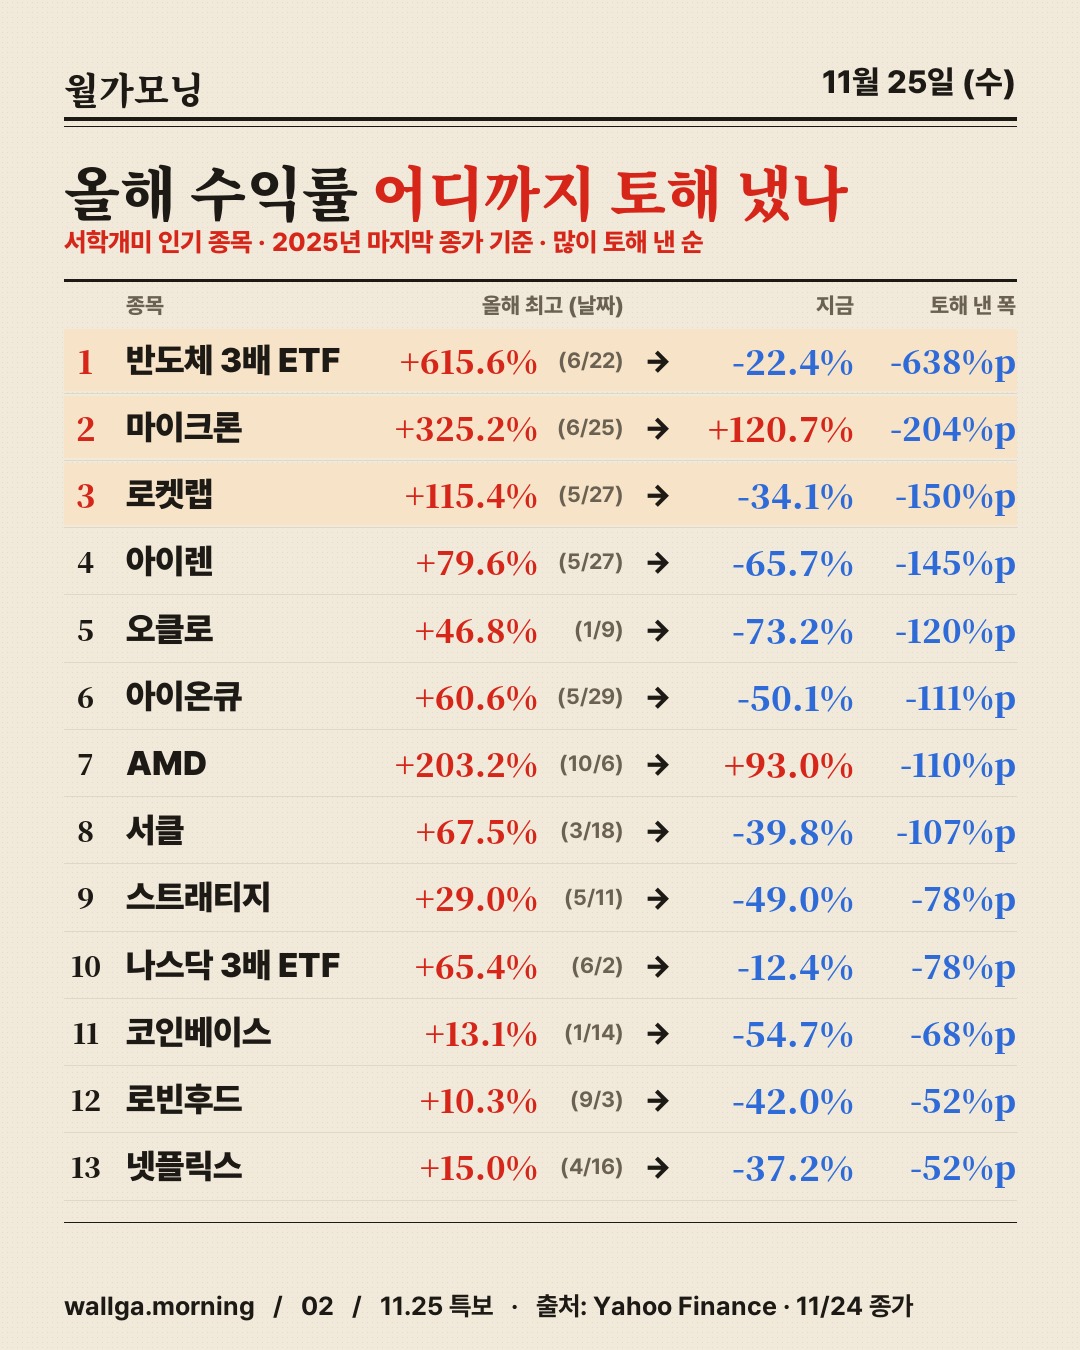 월가모닝
11월 25일 (수)
올해 수익률 어디까지 토해 냈나
서학개미 인기 종목 · 2025년 마지막 종가 기준 · 많이 토해 낸 순
종목 올해 최고 (날짜) 지금 토해 낸 폭
1 반도체 3배 ETF +615.6% (6/22) → -22.4% -638%p
2 마이크론 +325.2% (6/25) → +120.7% -204%p
3 로켓랩 +115.4% (5/27) → -34.1% -150%p
4 아이렌 +79.6% (5/27) → -65.7% -145%p
5 오클로 +46.8% (1/9) → -73.2% -120%p
6 아이온큐 +60.6% (5/29) → -50.1% -111%p
7 AMD +203.2% (10/6) → +93.0% -110%p
8 서클 +67.5% (3/18) → -39.8% -107%p
9 스트래티지 +29.0% (5/11) → -49.0% -78%p
10 나스닥 3배 ETF +65.4% (6/2) → -12.4% -78%p
11 코인베이스 +13.1% (1/14) → -54.7% -68%p
12 로빈후드 +10.3% (9/3) → -42.0% -52%p
13 넷플릭스 +15.0% (4/16) → -37.2% -52%p
wallga.morning / 02 / 11.25 특보 · 출처: Yahoo Finance · 11/24 종가